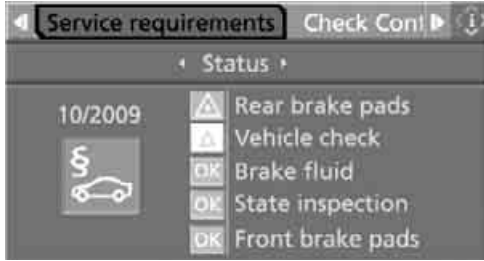 Service requirements Check Cont
Status
10/2009
§
Rear brake pads
Vehicle check
OK Brake fluid
OK State inspection
OK Front brake pads